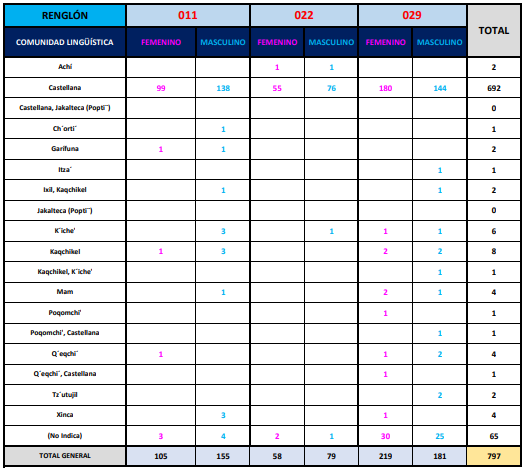 RENGLÓN 011 022 029 TOTAL
COMUNIDAD LINGÜÍSTICA FEMENINO MASCULINO FEMENINO MASCULINO FEMENINO MASCULINO
Achi 1 1 2
Castellana 99 138 55 76 180 144 692
Castellana, Jakalteca (Popti¨) 0
Ch´orti´ 1 1
Garífuna 1 1 2
Itza´ 1 1
Ixil, Kaqchikel 1 1 2
Jakalteca (Popti¨) 0
K´iche' 3 1 1 1 6
Kaqchikel 1 3 2 2 8
Kaqchikel, K´iche' 1 1
Mam 1 2 1 4
Poqomchi' 1 1
Poqomchi', Castellana 1 1
Q´eqchi´ 1 1 2 4
Q´eqchi´, Castellana 1 1
Tz´utujil 2 2
Xinca 3 1 4
(No Indica) 3 4 2 1 30 25 65
TOTAL GENERAL 105 155 58 79 219 181 797